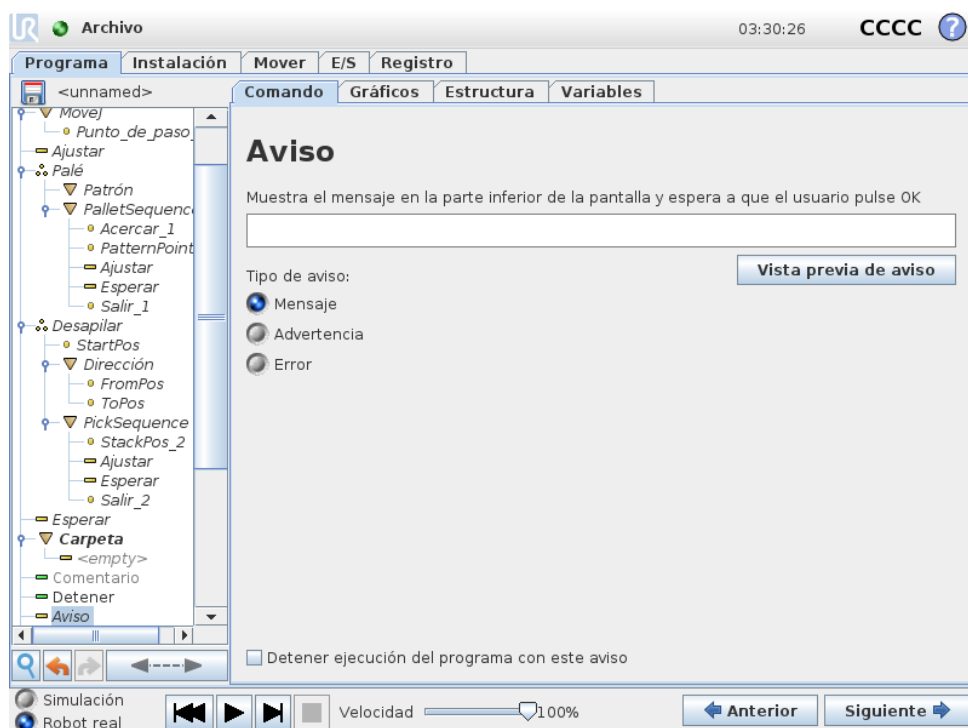 UR Archivo 03:30:26 CCCC ?
Programa Instalación Mover E/S Registro
<unnamed>
Comando Gráficos Estructura Variables
MoveJ
Punto_de_paso_
Ajustar
Palé
Patrón
PalletSequence
Acercar_1
PatternPoint
Ajustar
Esperar
Salir_1
Desapilar
StartPos
Dirección
FromPos
ToPos
PickSequence
StackPos_2
Ajustar
Esperar
Salir_2
Esperar
Carpeta
<empty>
Comentario
Detener
Aviso
Aviso
Muestra el mensaje en la parte inferior de la pantalla y espera a que el usuario pulse OK
Vista previa de aviso
Tipo de aviso:
Mensaje
Advertencia
Error
Detener ejecución del programa con este aviso
Simulación
Robot real
Velocidad 100%
Anterior Siguiente